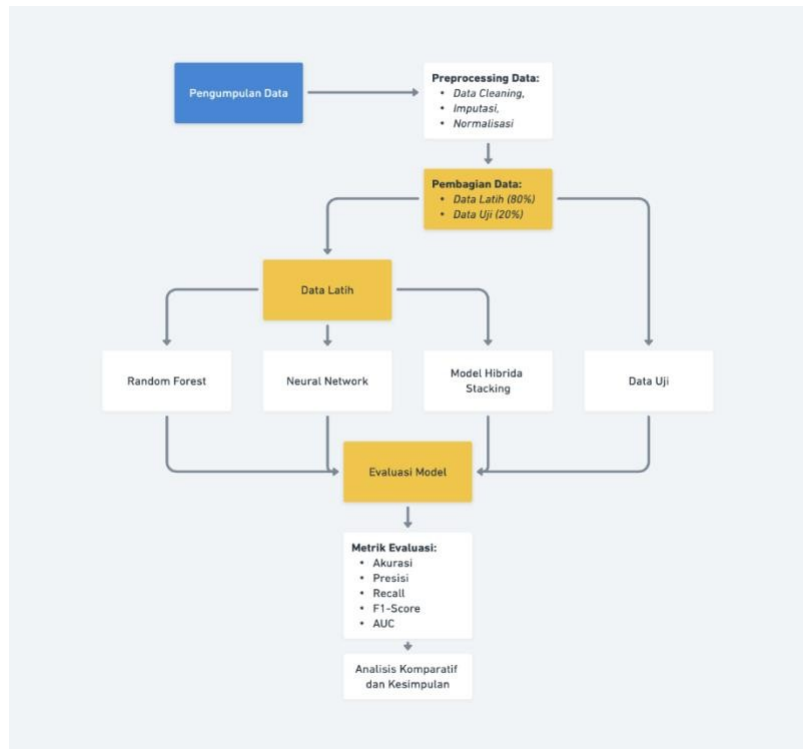 Pengumpulan Data
Preprocessing Data:
• Data Cleaning,
• Imputasi,
• Normalisasi
Pembagian Data:
• Data Latih (80%)
• Data Uji (20%)
Data Latih
Random Forest
Neural Network
Model Hibrida
Stacking
Data Uji
Evaluasi Model
Metrik Evaluasi:
• Akurasi
• Presisi
• Recall
• F1-Score
• AUC
Analisis Komparatif
dan Kesimpulan